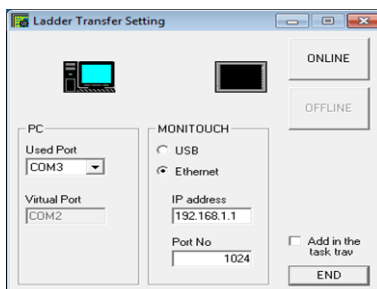 Ladder Transfer Setting
ONLINE
OFFLINE
PC
Used Port
COM3
Virtual Port
COM2
MONITOUCH
USB
Ethernet
IP address
192.168.1.1
Port No
1024
Add in the
task tray
END